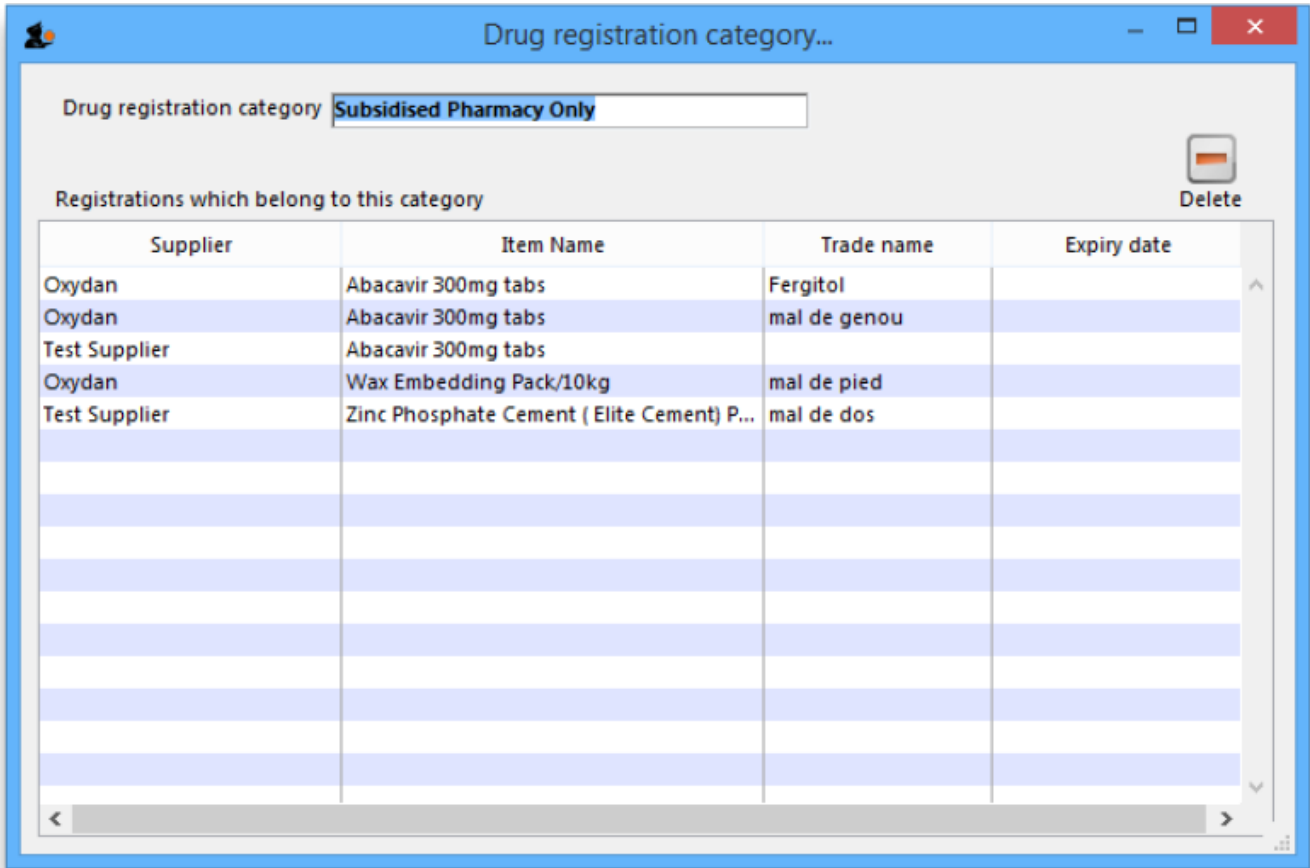 Drug registration category...
Drug registration category Subsidised Pharmacy Only
Delete
Registrations which belong to this category
Supplier Item Name Trade name Expiry date
Oxydan Abacavir 300mg tabs Fergitol
Oxydan Abacavir 300mg tabs mal de genou
Test Supplier Abacavir 300mg tabs
Oxydan Wax Embedding Pack/10kg mal de pied
Test Supplier Zinc Phosphate Cement ( Elite Cement) P... mal de dos